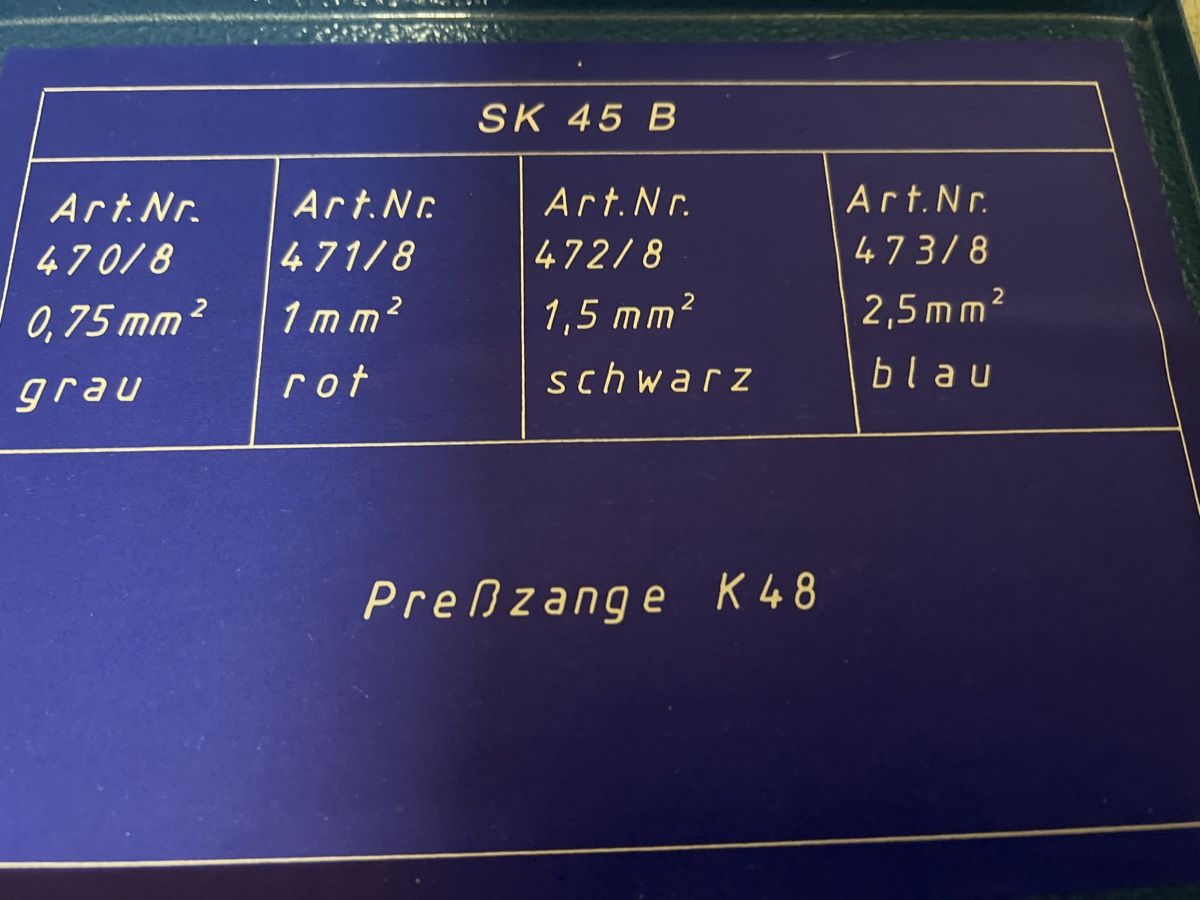 SK 45 B
Art.Nr.
470/8
0,75mm²
grau
Art.Nr.
471/8
1mm²
rot
Art.Nr.
472/8
1,5 mm²
schwarz
Art.Nr.
473/8
2,5mm²
blau
Preßzange K48